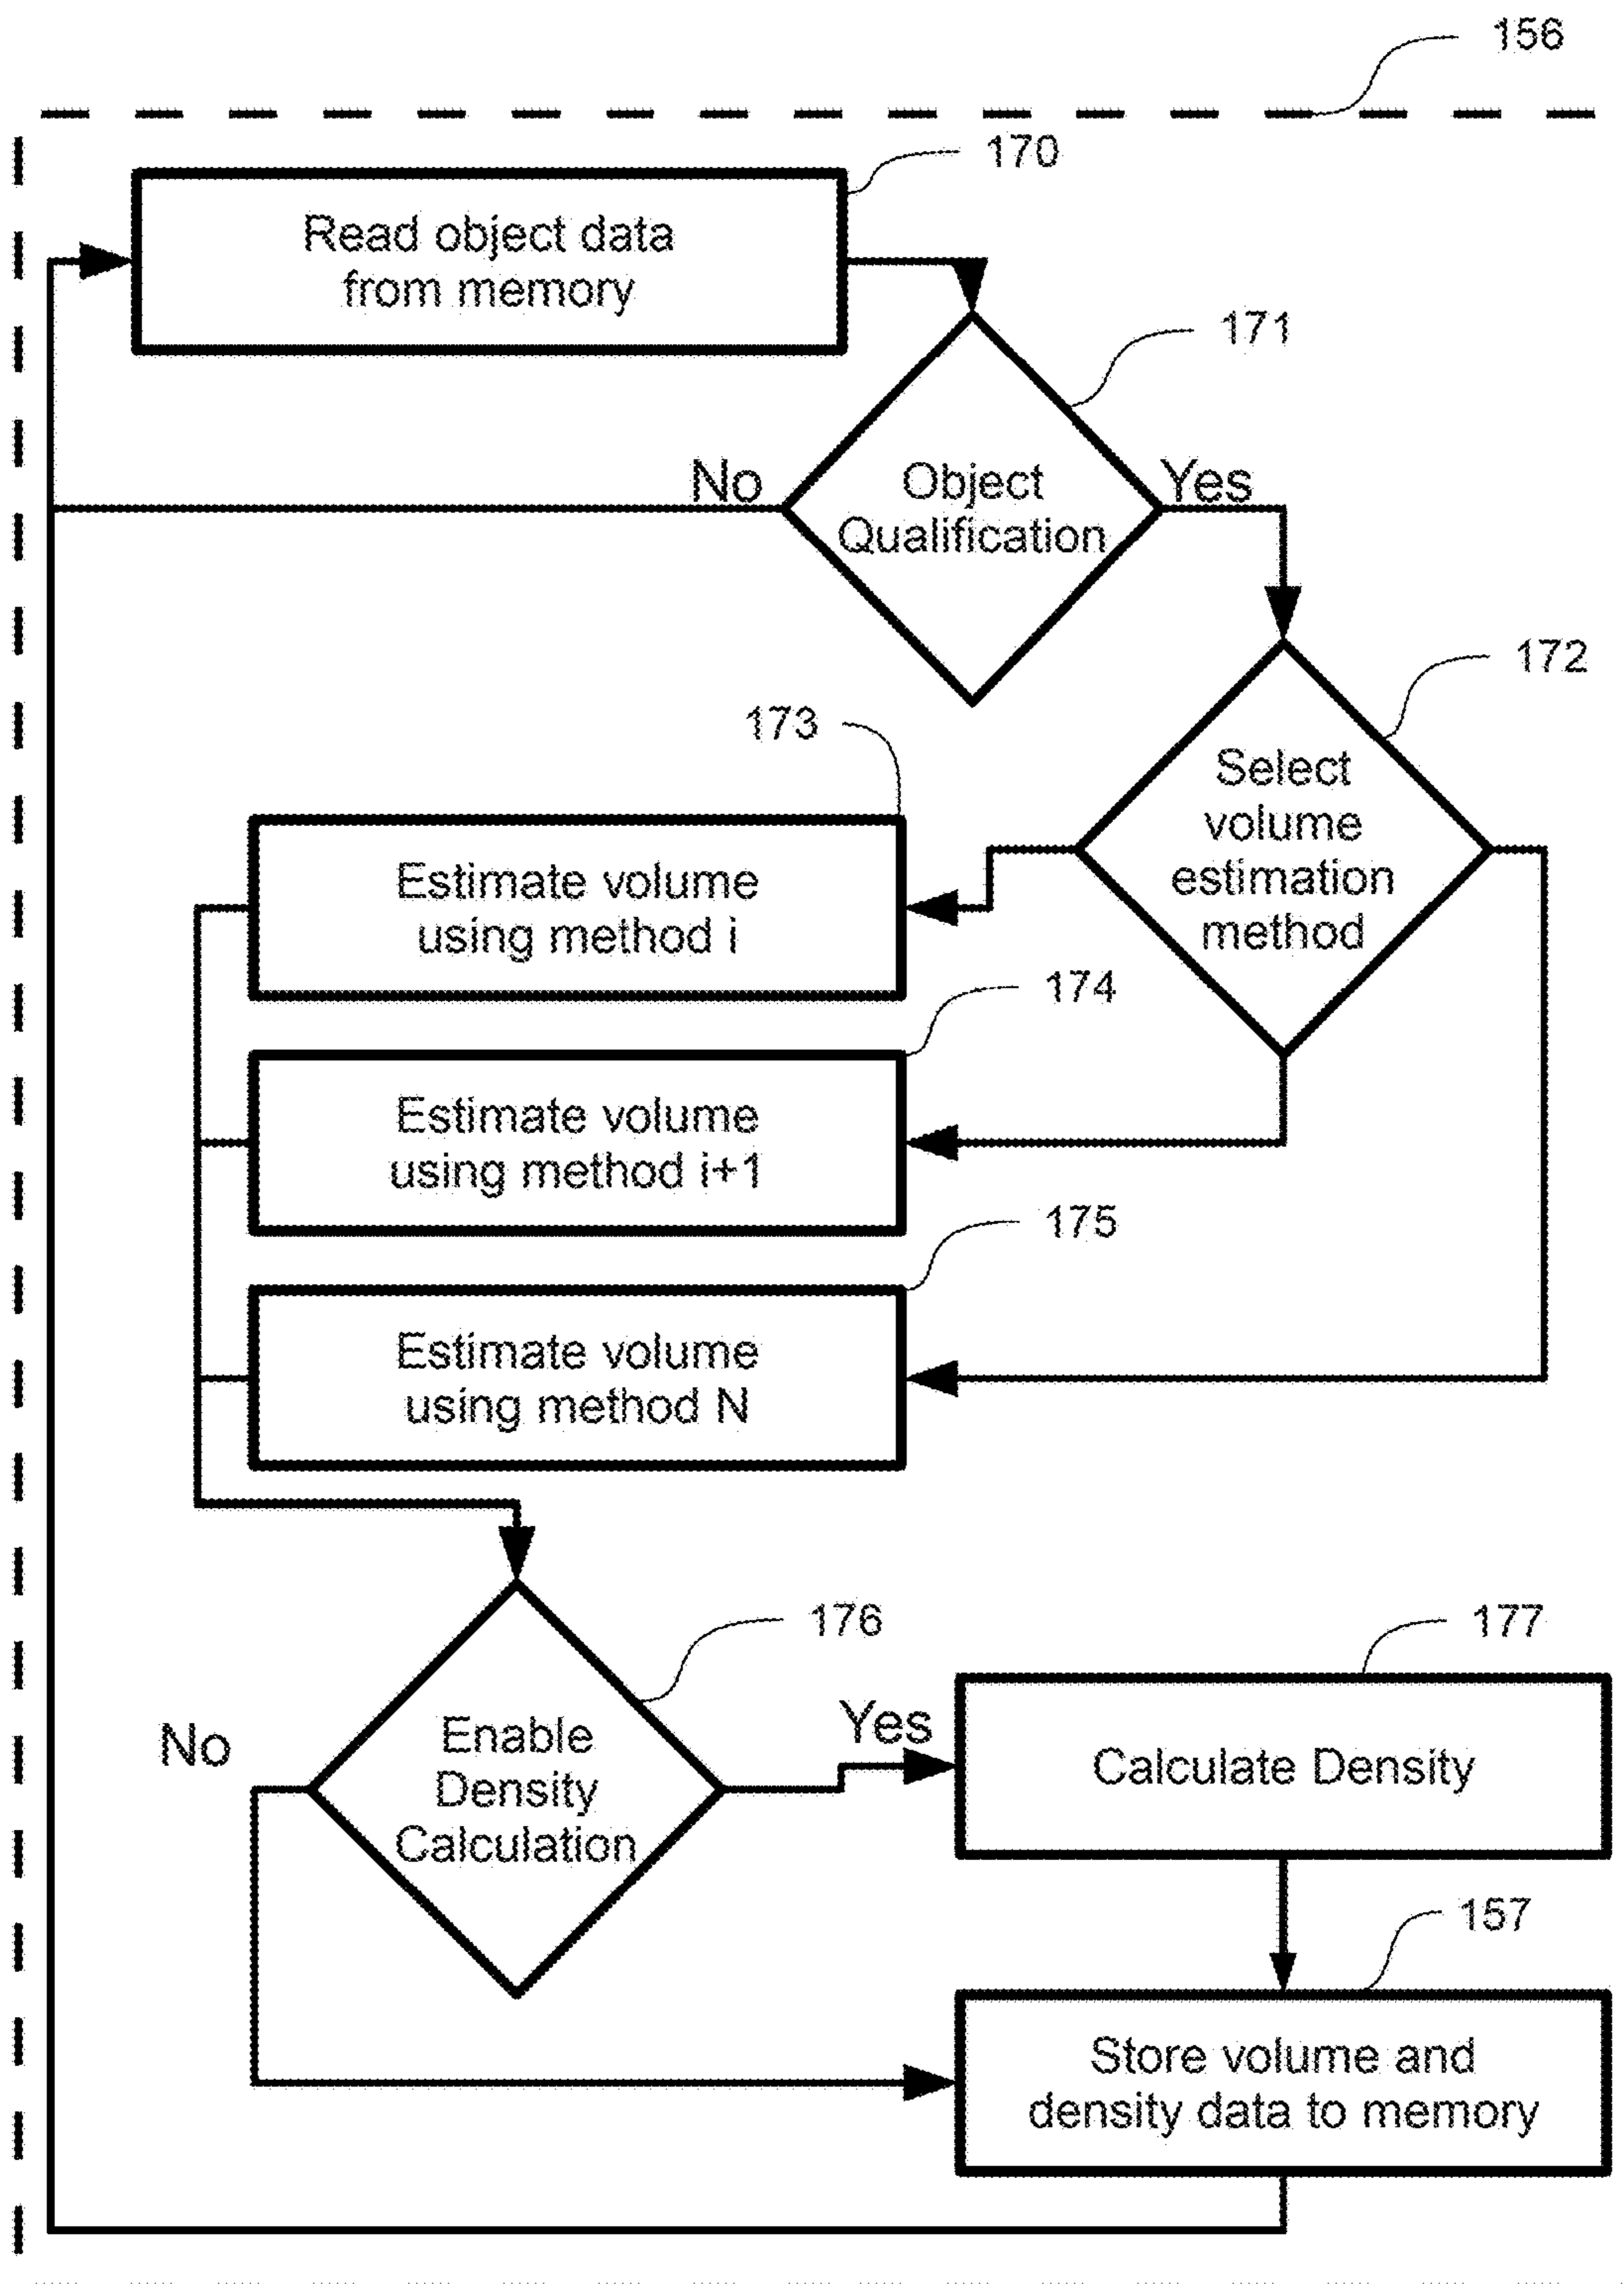 156
170
Read object data
from memory
171
No
Yes
Object
Qualification
172
173
Select
volume
estimation
method
Estimate volume
using method i
174
Estimate volume
using method i+1
175
Estimate volume
using method N
176
177
No
Yes
Enable
Density
Calculation
Calculate Density
157
Store volume and
density data to memory